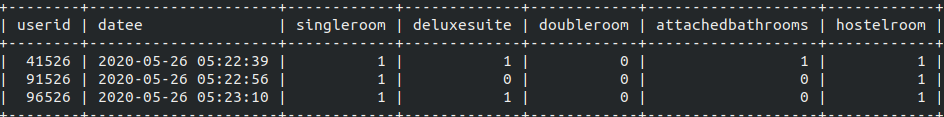 +--------+---------------------+------------+-------------+------------+-------------------+------------+
| userid | datee               | singleroom | deluxesuite | doubleroom | attachedbathrooms | hostelroom |
+--------+---------------------+------------+-------------+------------+-------------------+------------+
|  41526 | 2020-05-26 05:22:39 |          1 |           1 |          0 |                 1 |          1 |
|  91526 | 2020-05-26 05:22:56 |          1 |           0 |          0 |                 0 |          1 |
|  96526 | 2020-05-26 05:23:10 |          1 |           1 |          0 |                 0 |          1 |
+--------+---------------------+------------+-------------+------------+-------------------+------------+